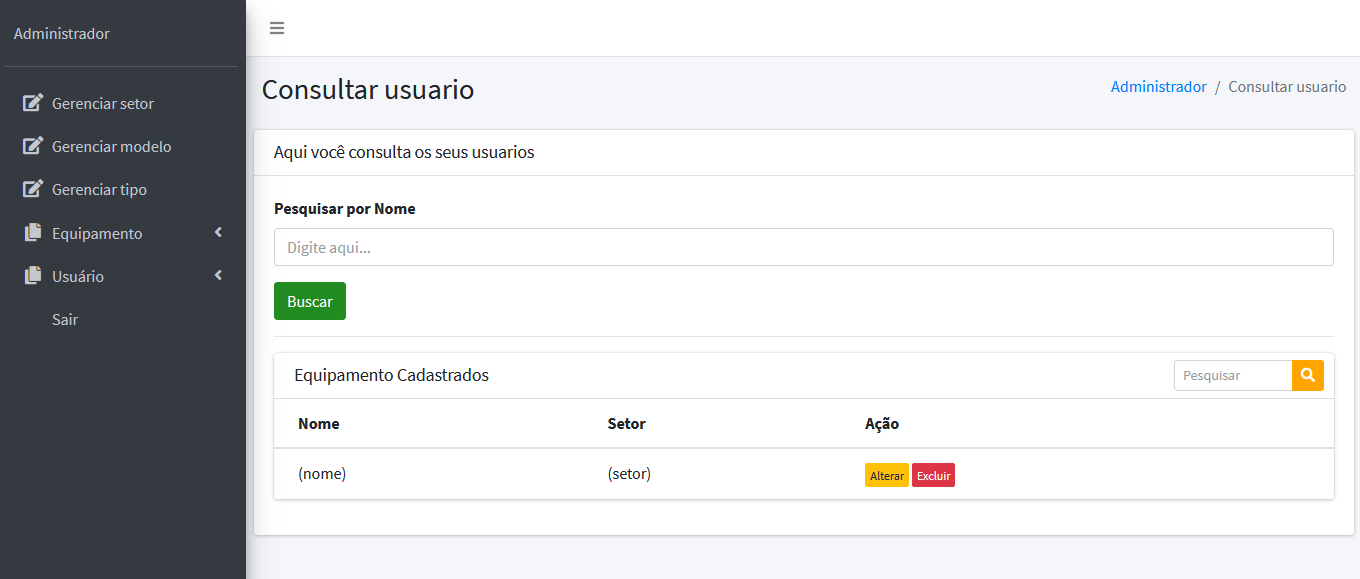 Administrador
Gerenciar setor
Gerenciar modelo
Gerenciar tipo
Equipamento
Usuário
Sair
Consultar usuario
Administrador / Consultar usuario
Aqui você consulta os seus usuarios
Pesquisar por Nome
Digite aqui...
Buscar
Equipamento Cadastrados
Pesquisar
Nome Setor Ação
(nome) (setor) Alterar Excluir